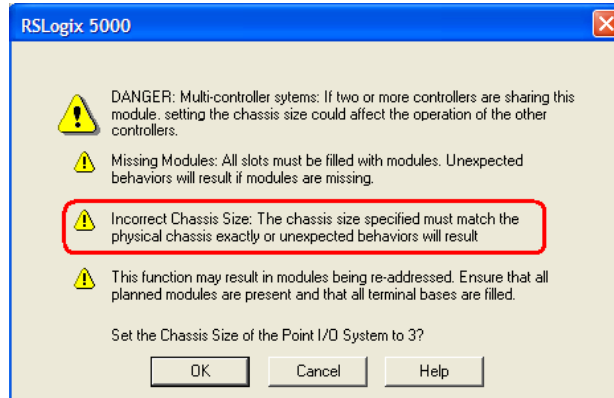 RSLogix 5000
DANGER: Multi-controller sytems: If two or more controllers are sharing this
module. setting the chassis size could affect the operation of the other
controllers.
Missing Modules: All slots must be filled with modules. Unexpected
behaviors will result if modules are missing.
Incorrect Chassis Size: The chassis size specified must match the
physical chassis exactly or unexpected behaviors will result
This function may result in modules being re-addressed. Ensure that all
planned modules are present and that all terminal bases are filled.
Set the Chassis Size of the Point I/O System to 3?
OK
Cancel
Help